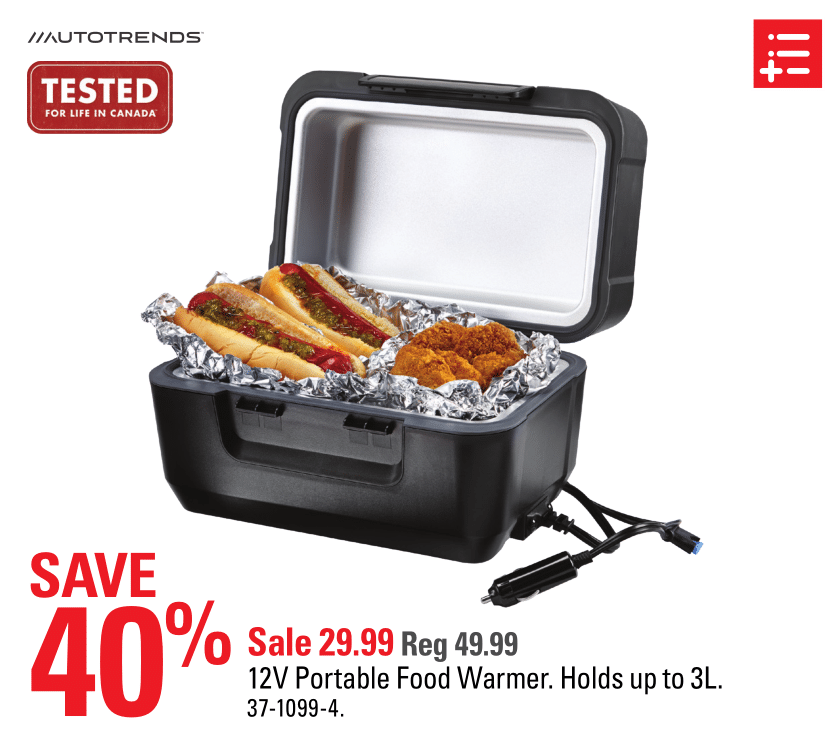 AUTOTRENDS
TESTED
FOR LIFE IN CANADA
SAVE
40%
Sale 29.99 Reg 49.99
12V Portable Food Warmer. Holds up to 3L.
37-1099-4.